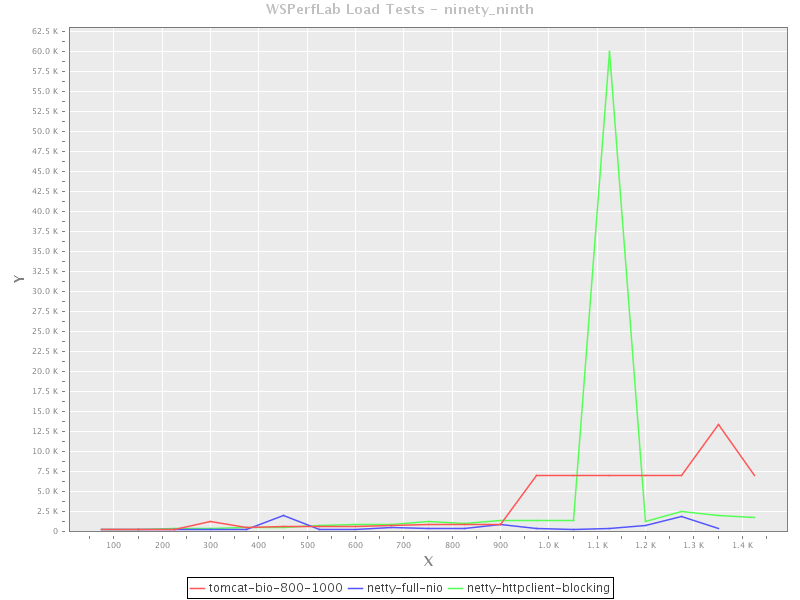 WSPerfLab Load Tests - ninety_ninth
62.5 K
60.0 K
57.5 K
55.0 K
52.5 K
50.0 K
47.5 K
45.0 K
42.5 K
40.0 K
37.5 K
35.0 K
32.5 K
30.0 K
27.5 K
25.0 K
22.5 K
20.0 K
17.5 K
15.0 K
12.5 K
10.0 K
7.5 K
5.0 K
2.5 K
0
Y
100 200 300 400 500 600 700 800 900 1.0 K 1.1 K 1.2 K 1.3 K 1.4 K
X
tomcat-bio-800-1000 netty-full-nio netty-httpclient-blocking